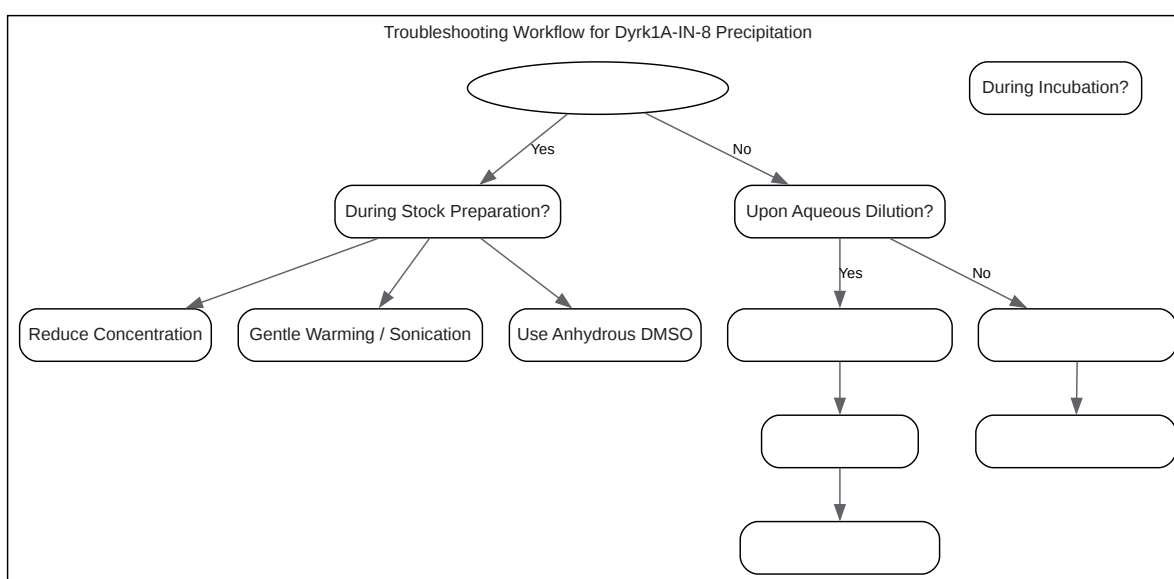 Troubleshooting Workflow for Dyrk1A-IN-8 Precipitation
During Incubation?
Yes
No
During Stock Preparation?
Upon Aqueous Dilution?
Yes
No
Reduce Concentration
Gentle Warming / Sonication
Use Anhydrous DMSO